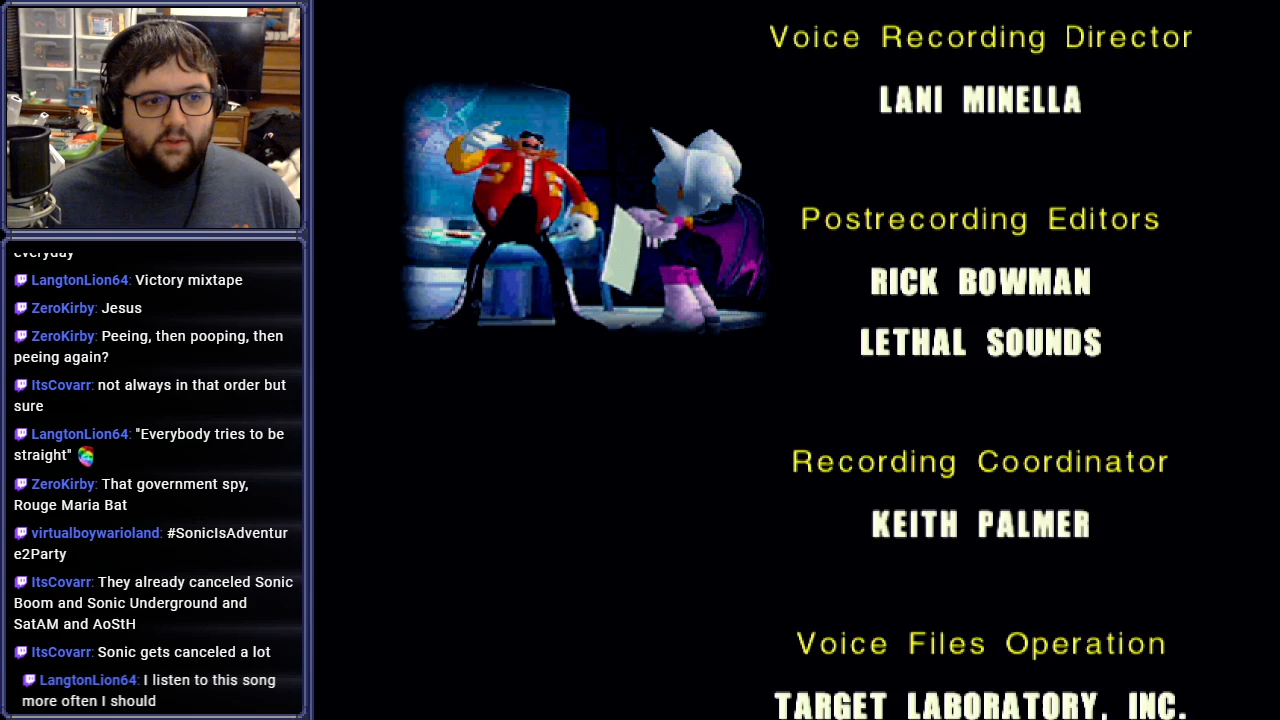 everyday
LangtonLion64: Victory mixtape
ZeroKirby: Jesus
ZeroKirby: Peeing, then pooping, then
peeing again?
ItsCovarr: not always in that order but
sure
LangtonLion64: "Everybody tries to be
straight"
ZeroKirby: That government spy,
Rouge Maria Bat
virtualboywarioland: #SonicIsAdventur
e2Party
ItsCovarr: They already canceled Sonic
Boom and Sonic Underground and
SatAM and AoStH
ItsCovarr: Sonic gets canceled a lot
LangtonLion64: I listen to this song
more often I should
Voice Recording Director
LANI MINELLA
Postrecording Editors
RICK BOWMAN
LETHAL SOUNDS
Recording Coordinator
KEITH PALMER
Voice Files Operation
TARGET LABORATORY, INC.